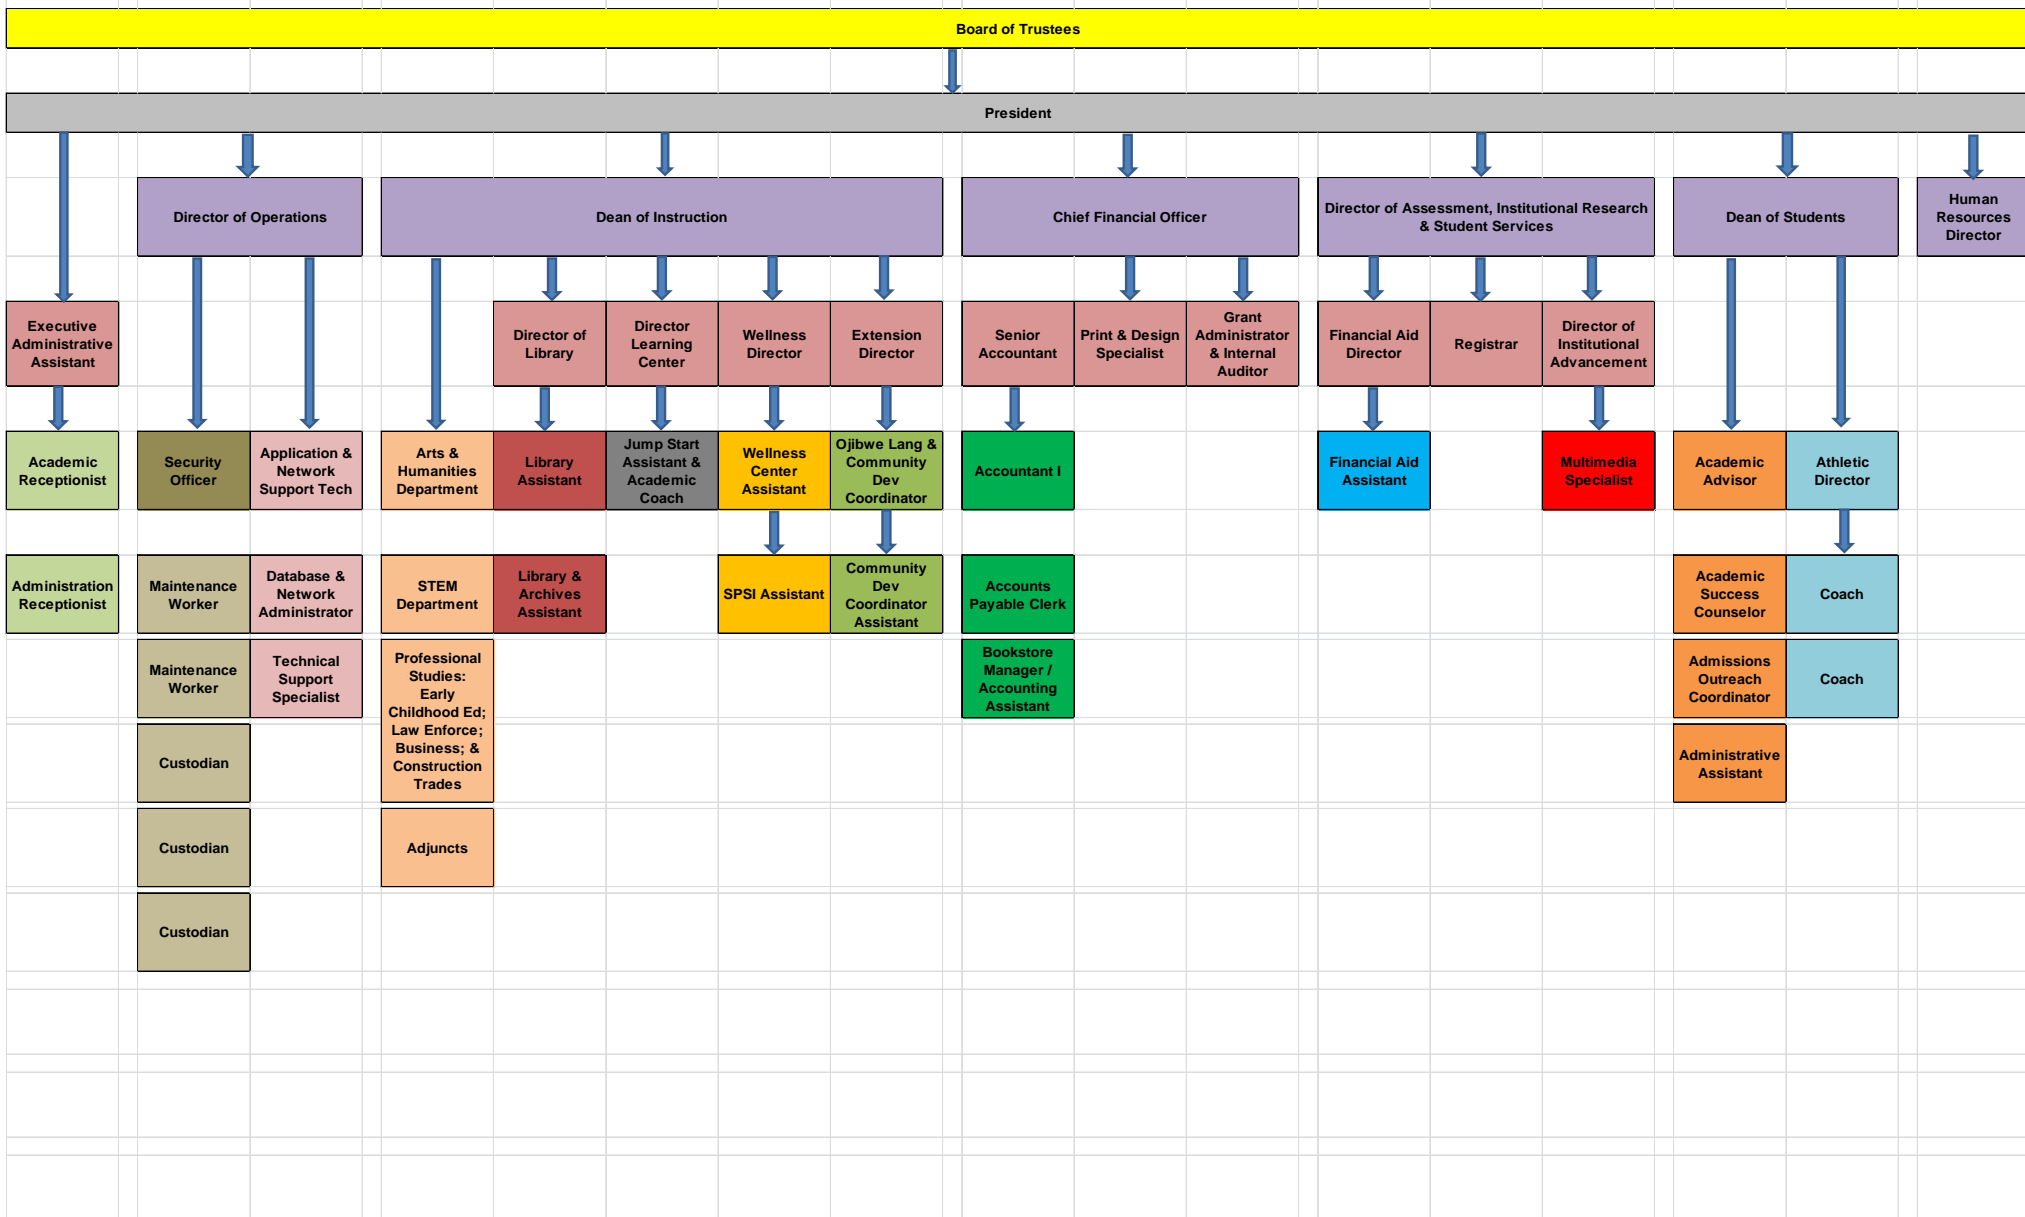 Board of Trustees
President
Director of Operations
Dean of Instruction
Chief Financial Officer
Director of Assessment, Institutional Research
& Student Services
Dean of Students
Human
Resources
Director
Executive
Administrative
Assistant
Director of
Library
Director
Learning
Center
Wellness
Director
Extension
Director
Senior
Accountant
Print & Design
Specialist
Grant
Administrator
& Internal
Auditor
Financial Aid
Director
Registrar
Director of
Institutional
Advancement
Academic
Receptionist
Security
Officer
Application &
Network
Support Tech
Arts &
Humanities
Department
Library
Assistant
Jump Start
Assistant &
Academic
Coach
Wellness
Center
Assistant
Ojibwe Lang &
Community
Dev
Coordinator
Accountant I
Financial Aid
Assistant
Multimedia
Specialist
Academic
Advisor
Athletic
Director
Administration
Receptionist
Maintenance
Worker
Database &
Network
Administrator
STEM
Department
Library &
Archives
Assistant
SPSI Assistant
Community
Dev
Coordinator
Assistant
Accounts
Payable Clerk
Academic
Success
Counselor
Coach
Maintenance
Worker
Technical
Support
Specialist
Professional
Studies:
Early
Childhood Ed;
Law Enforce;
Business; &
Construction
Trades
Bookstore
Manager /
Accounting
Assistant
Admissions
Outreach
Coordinator
Coach
Custodian
Administrative
Assistant
Custodian
Adjuncts
Custodian